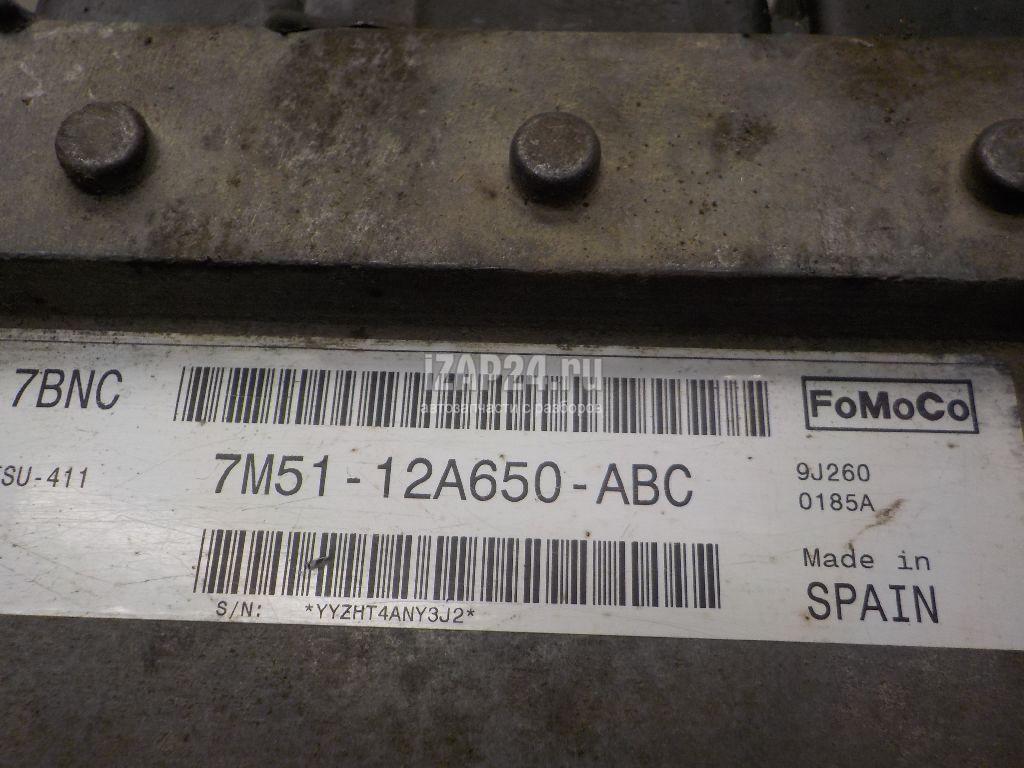 iZAP24.ru
автозапчасти с разборов
7BNC
FoMoCo
SU-411
7M51-12A650-ABC
9J260
0185A
Made in
SPAIN
S/N: *YYZHT4ANY3J2*